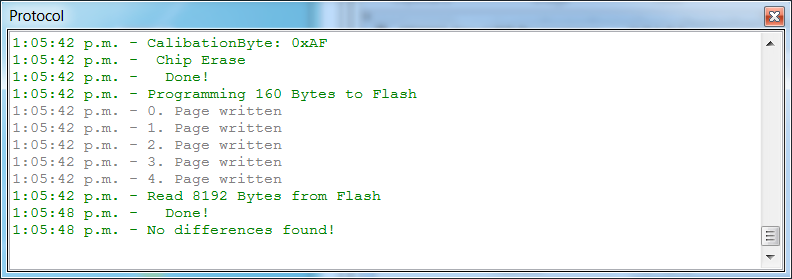 Protocol
1:05:42 p.m. - CalibationByte: 0xAF
1:05:42 p.m. -  Chip Erase
1:05:42 p.m. -   Done!
1:05:42 p.m. - Programming 160 Bytes to Flash
1:05:42 p.m. - 0. Page written
1:05:42 p.m. - 1. Page written
1:05:42 p.m. - 2. Page written
1:05:42 p.m. - 3. Page written
1:05:42 p.m. - 4. Page written
1:05:42 p.m. - Read 8192 Bytes from Flash
1:05:48 p.m. -   Done!
1:05:48 p.m. - No differences found!